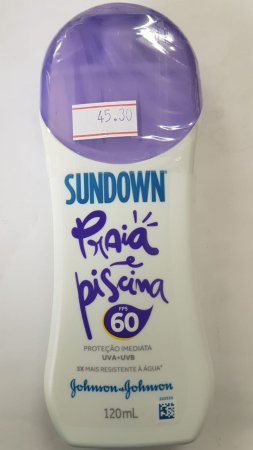 45.30
SUNDOWN
Praia
e
piscina
FPS
60
PROTEÇÃO IMEDIATA
UVA+UVB
3X MAIS RESISTENTE À ÁGUA*
Johnson & Johnson
120mL